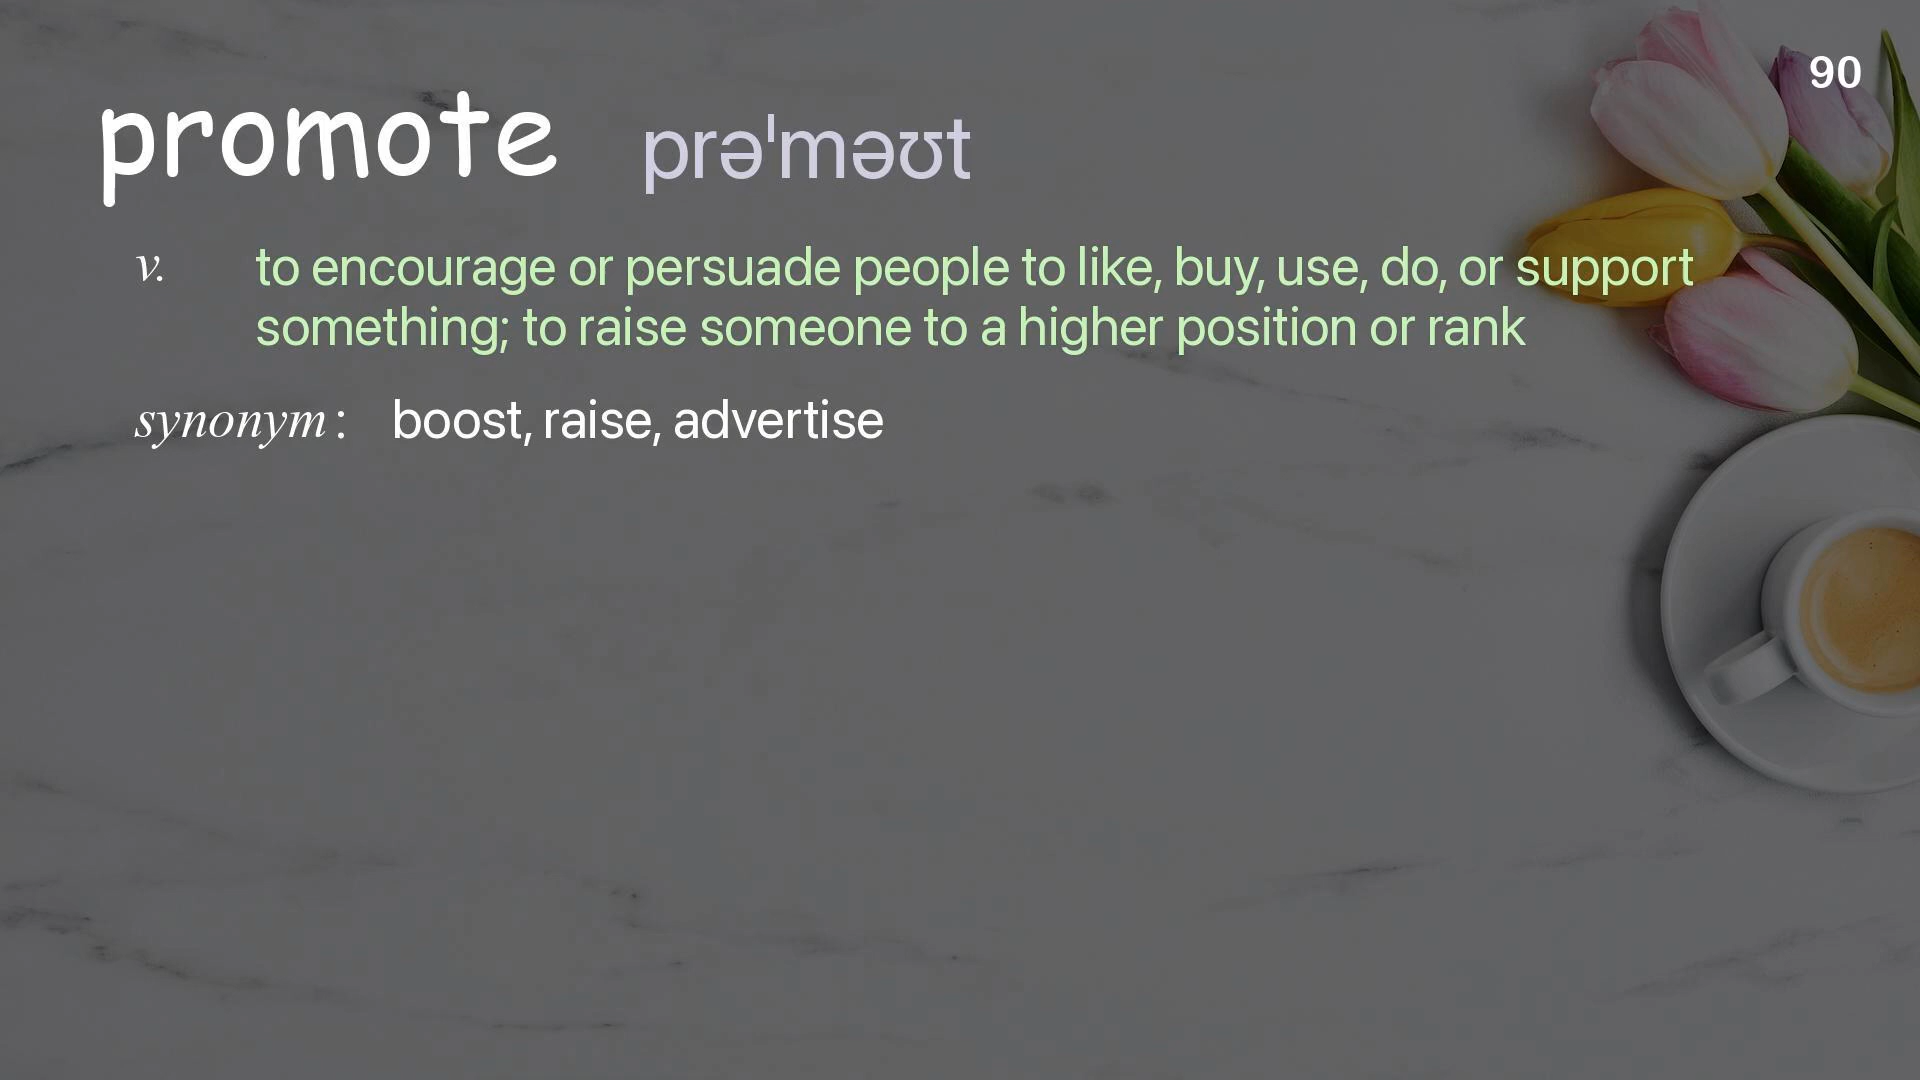 90
promote prəˈməʊt
v. to encourage or persuade people to like, buy, use, do, or support
something; to raise someone to a higher position or rank
synonym : boost, raise, advertise